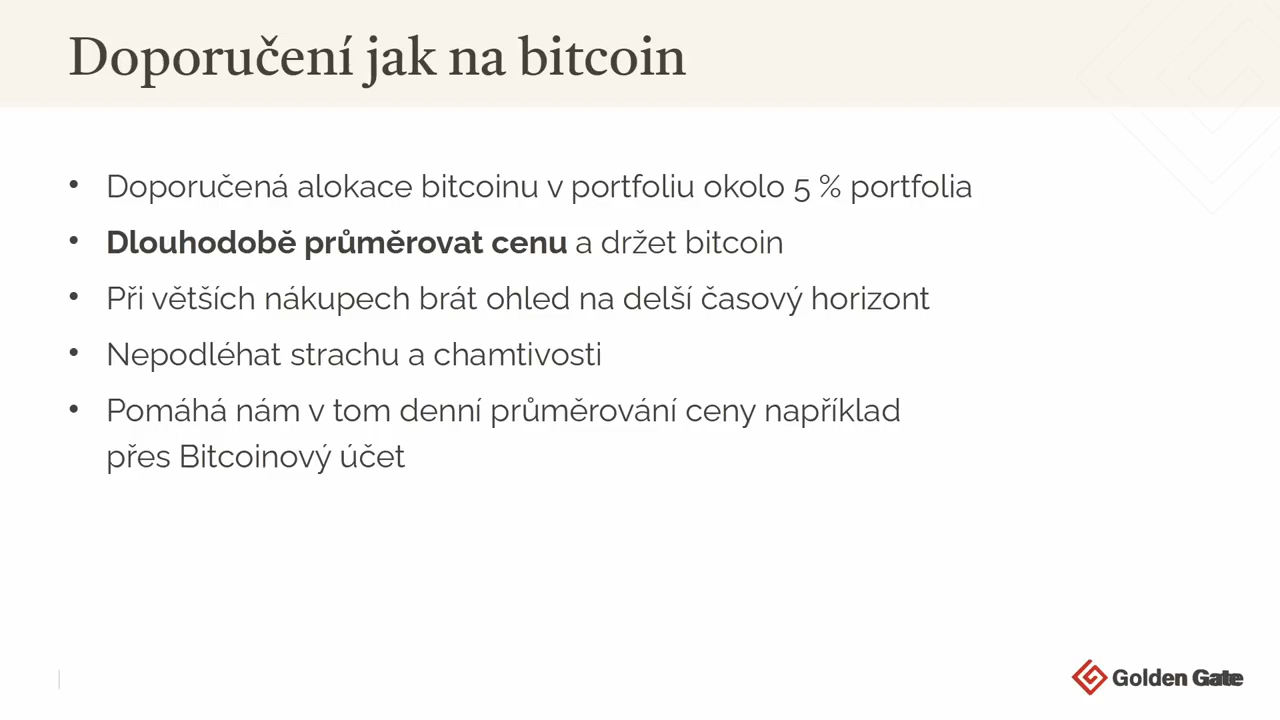 Doporučení jak na bitcoin
• Doporučená alokace bitcoinu v portfoliu okolo 5 % portfolia
• Dlouhodobě průměrovat cenu a držet bitcoin
• Při větších nákupech brát ohled na delší časový horizont
• Nepodléhat strachu a chamtivosti
• Pomáhá nám v tom denní průměrování ceny například
přes Bitcoinový účet
Golden Gate